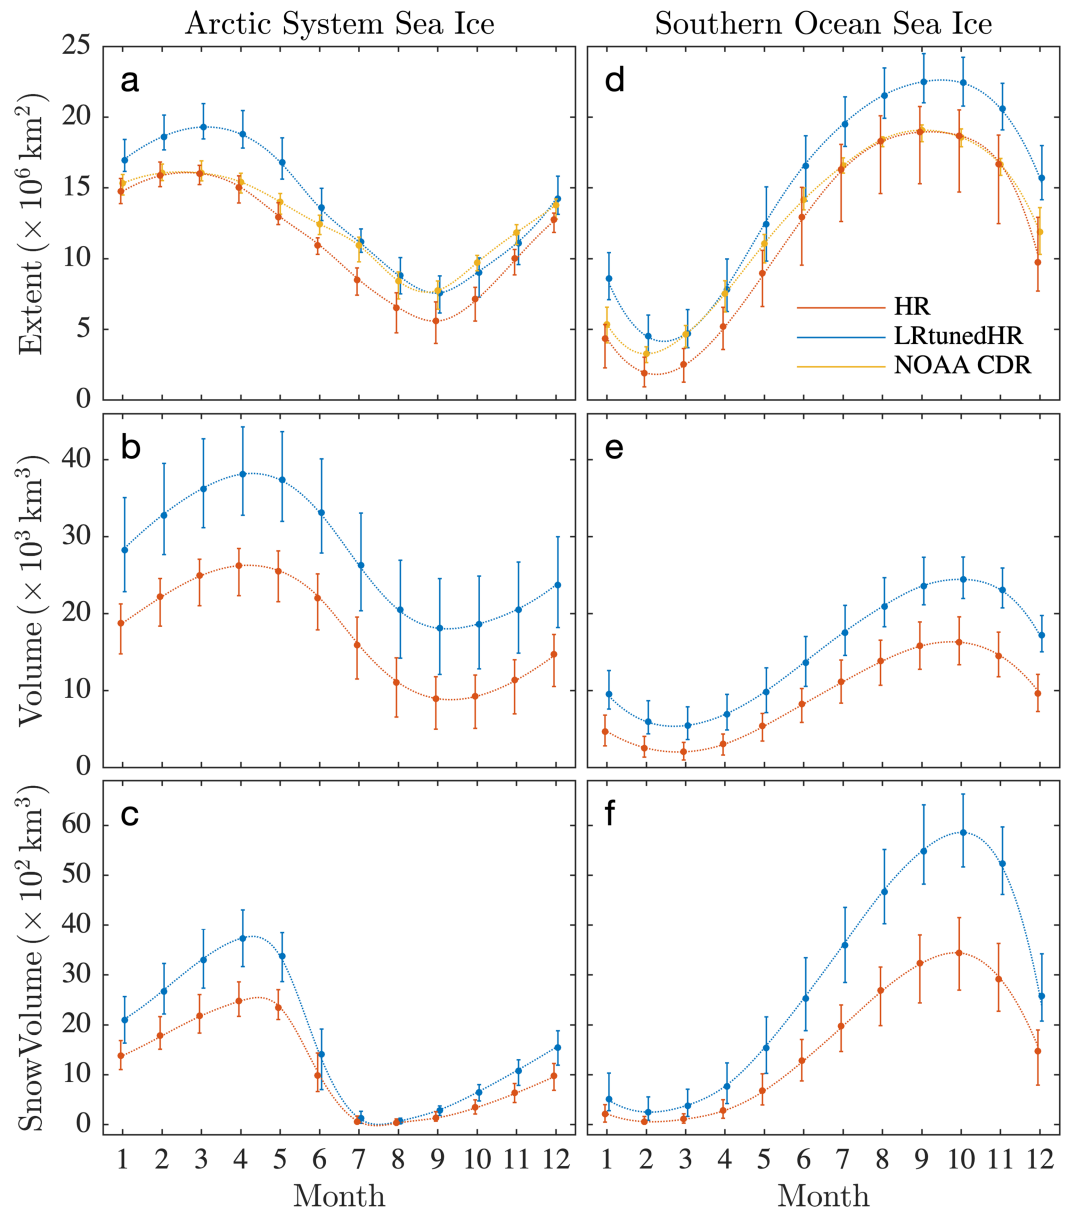 Arctic System Sea Ice
Southern Ocean Sea Ice
Extent (× 10⁶ km²)
25
20
15
10
5
0
a
d
HR
LRtunedHR
NOAA CDR
Volume (× 10³ km³)
40
30
20
10
0
b
e
SnowVolume (× 10² km³)
60
50
40
30
20
10
0
c
f
1 2 3 4 5 6 7 8 9 10 11 12
1 2 3 4 5 6 7 8 9 10 11 12
Month
Month